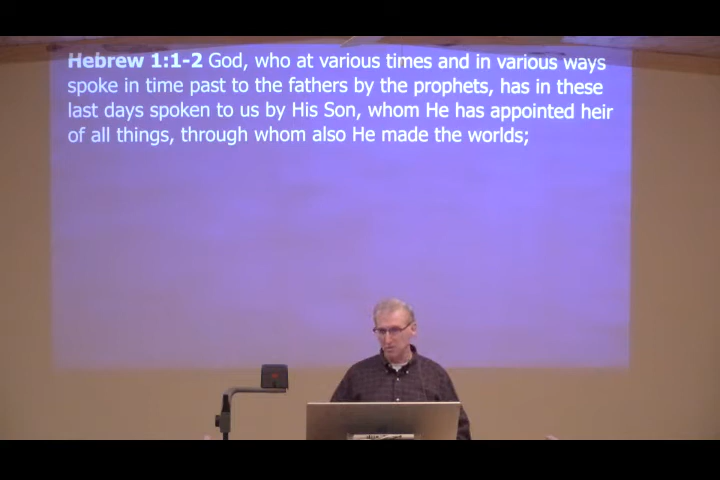 Hebrew 1:1-2 God, who at various times and in various ways
spoke in time past to the fathers by the prophets, has in these
last days spoken to us by His Son, whom He has appointed heir
of all things, through whom also He made the worlds;